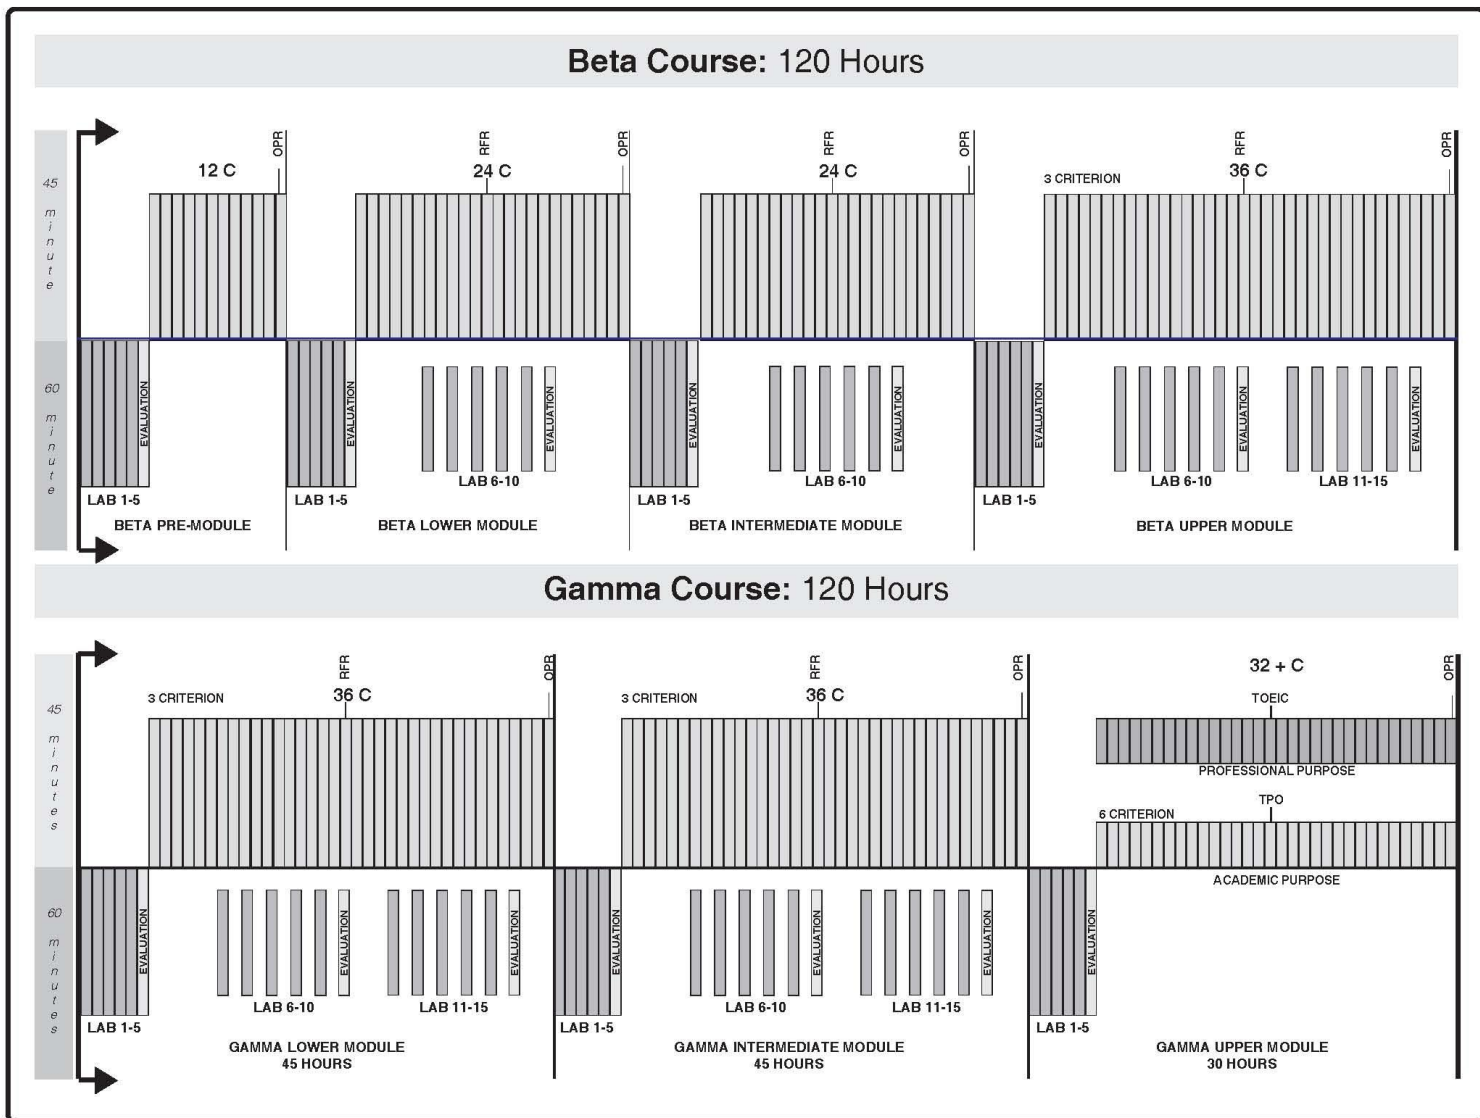 Beta Course: 120 Hours
45 minute
12 C
OPR
RFR
24 C
OPR
RFR
24 C
OPR
3 CRITERION
RFR
36 C
OPR
60 minute
EVALUATION
LAB 1-5
BETA PRE-MODULE
EVALUATION
LAB 1-5
EVALUATION
LAB 6-10
BETA LOWER MODULE
EVALUATION
LAB 1-5
EVALUATION
LAB 6-10
BETA INTERMEDIATE MODULE
EVALUATION
LAB 1-5
EVALUATION
LAB 6-10
EVALUATION
LAB 11-15
BETA UPPER MODULE
Gamma Course: 120 Hours
45 minutes
3 CRITERION
RFR
36 C
OPR
3 CRITERION
RFR
36 C
OPR
32 + C
OPR
TOEIC
PROFESSIONAL PURPOSE
6 CRITERION
TPO
ACADEMIC PURPOSE
60 minutes
EVALUATION
LAB 1-5
EVALUATION
LAB 6-10
EVALUATION
LAB 11-15
GAMMA LOWER MODULE
45 HOURS
EVALUATION
LAB 1-5
EVALUATION
LAB 6-10
EVALUATION
LAB 11-15
GAMMA INTERMEDIATE MODULE
45 HOURS
EVALUATION
LAB 1-5
GAMMA UPPER MODULE
30 HOURS